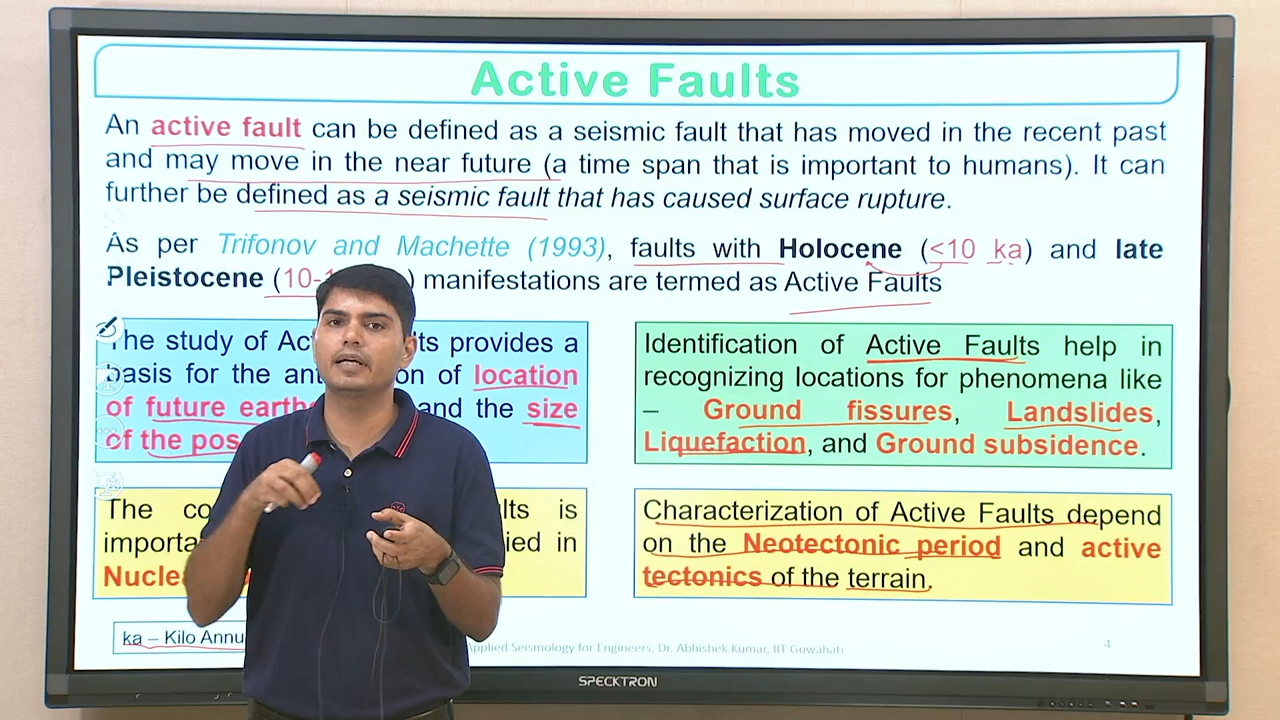 Active Faults
An active fault can be defined as a seismic fault that has moved in the recent past
and may move in the near future (a time span that is important to humans). It can
further be defined as a seismic fault that has caused surface rupture.
As per Trifonov and Machette (1993), faults with Holocene (<10 ka) and late
Pleistocene (10- ) manifestations are termed as Active Faults
The study of Act ts provides a
basis for the ant on of location
of future earth and the size
of the pos
Identification of Active Faults help in
recognizing locations for phenomena like
– Ground fissures, Landslides,
Liquefaction, and Ground subsidence.
The co lts is
importa ied in
Nuclea
Characterization of Active Faults depend
on the Neotectonic period and active
tectonics of the terrain.
ka – Kilo Annu
Applied Seismology for Engineers, Dr. Abhishek Kumar, IIT Guwahati
4
SPECKTRON